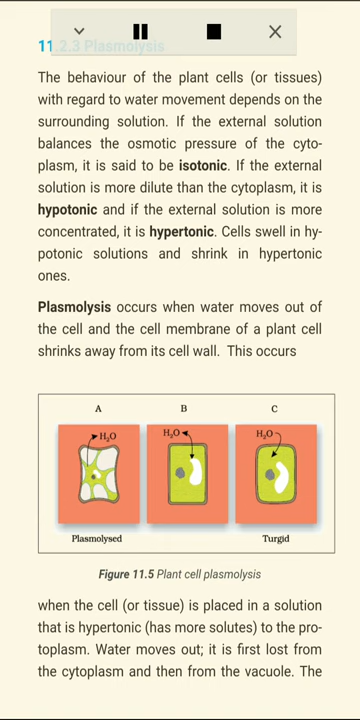 11.2.3 Plasmolysis
The behaviour of the plant cells (or tissues)
with regard to water movement depends on the
surrounding solution. If the external solution
balances the osmotic pressure of the cyto-
plasm, it is said to be isotonic. If the external
solution is more dilute than the cytoplasm, it is
hypotonic and if the external solution is more
concentrated, it is hypertonic. Cells swell in hy-
potonic solutions and shrink in hypertonic
ones.
Plasmolysis occurs when water moves out of
the cell and the cell membrane of a plant cell
shrinks away from its cell wall. This occurs
A B C
H₂O H₂O H₂O
Plasmolysed Turgid
Figure 11.5 Plant cell plasmolysis
when the cell (or tissue) is placed in a solution
that is hypertonic (has more solutes) to the pro-
toplasm. Water moves out; it is first lost from
the cytoplasm and then from the vacuole. The